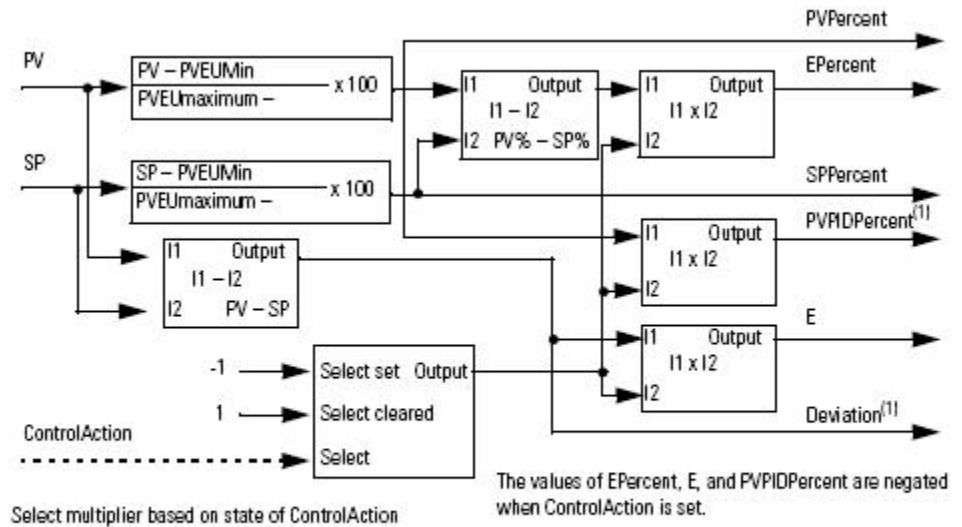 PVPercent
PV
PV – PVEUMin
PVEUmaximum –
x 100
I1 Output
I1 – I2
I2 PV% – SP%
I1 Output
I1 x I2
I2
EPercent
SP
SP – PVEUMin
PVEUmaximum –
x 100
SPPercent
I1 Output
I1 – I2
I2 PV – SP
I1 Output
I1 x I2
I2
PVPIDPercent(1)
I1 Output
I1 x I2
I2
E
-1
Select set Output
1
Select cleared
Deviation(1)
ControlAction
Select
The values of EPercent, E, and PVPIDPercent are negated
when ControlAction is set.
Select multiplier based on state of ControlAction